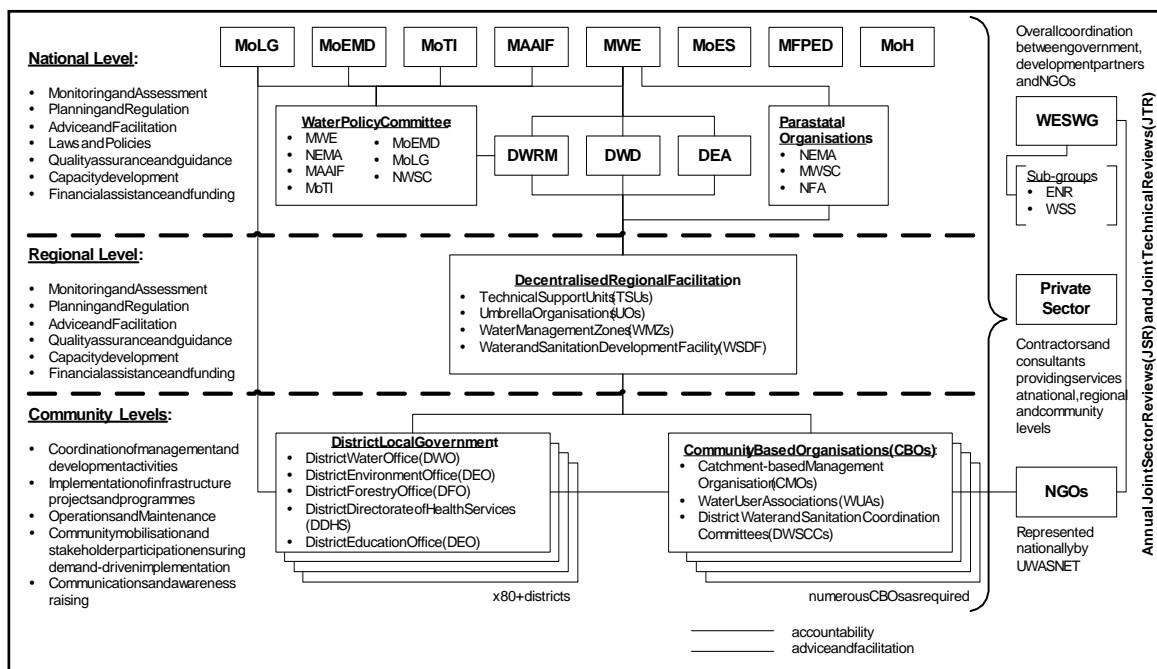 MoLG
MoEMD
MoTI
MAAIF
MWE
MoES
MFPED
MoH
National Level:
• Monitoring and Assessment
• Planning and Regulation
• Advice and Facilitation
• Laws and Policies
• Quality assurance and guidance
• Capacity development
• Financial assistance and funding
Water Policy Committee:
• MWE
• NEMA
• MAAIF
• MoTI
• MoEMD
• MoLG
• NWSC
DWRM
DWD
DEA
Parastatal
Organisations
• NEMA
• MWSC
• NFA
Overall coordination
between government,
development partners
and NGOs
WESWG
Sub-groups
• ENR
• WSS
Regional Level:
• Monitoring and Assessment
• Planning and Regulation
• Advice and Facilitation
• Quality assurance and guidance
• Capacity development
• Financial assistance and funding
Decentralised Regional Facilitation
• Technical Support Units (TSUs)
• Umbrella Organisations (UOs)
• Water Management Zones (WMZs)
• Water and Sanitation Development Facility (WSDF)
Private
Sector
Contractors and
consultants
providing services
at national, regional
and community
levels
Community Levels:
• Coordination of management and
development activities
• Implementation of infrastructure
projects and programmes
• Operations and Maintenance
• Community mobilisation and
stakeholder participation ensuring
demand-driven implementation
• Communications and awareness
raising
District Local Government
• District Water Office (DWO)
• District Environment Office (DEO)
• District Forestry Office (DFO)
• District Directorate of Health Services
(DDHS)
• District Education Office (DEO)
x 80+ districts
Community Based Organisations (CBOs):
• Catchment-based Management
Organisation (CMOs)
• Water User Associations (WUAs)
• District Water and Sanitation Coordination
Committees (DWSCCs)
numerous CBOs as required
NGOs
Represented
nationally by
UWASNET
Annual Joint Sector Reviews (JSR) and Joint Technical Reviews (JTR)
accountability
advice and facilitation